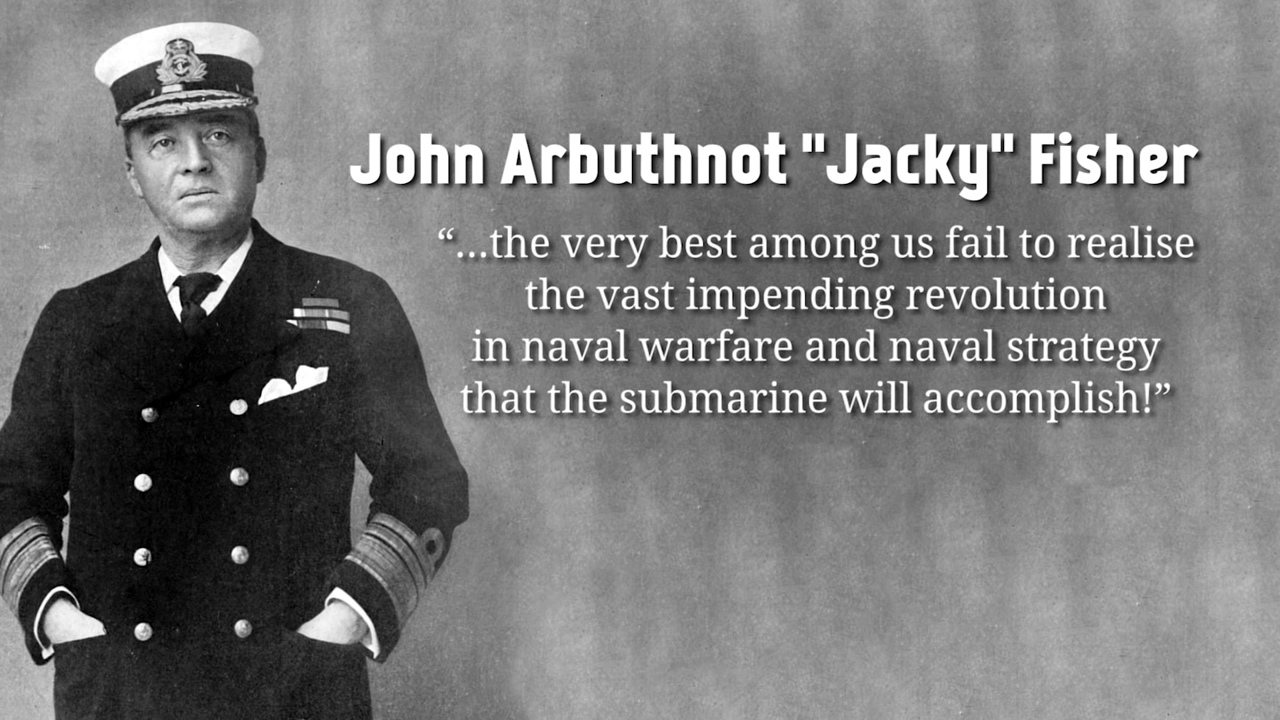 John Arbuthnot "Jacky" Fisher
“...the very best among us fail to realise
the vast impending revolution
in naval warfare and naval strategy
that the submarine will accomplish!”